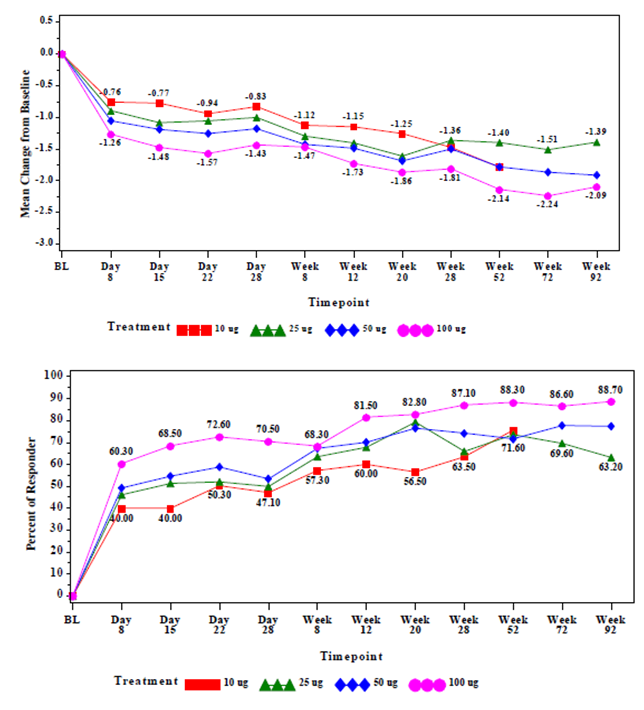 0.5
0.0
-0.5
-1.0
-1.5
-2.0
-2.5
-3.0
Mean Change from Baseline
-0.76 -0.77 -0.94 -0.83 -1.12 -1.15 -1.25 -1.36 -1.40 -1.51 -1.39
-1.26 -1.48 -1.57 -1.43 -1.47 -1.73 -1.86 -1.81 -2.14 -2.24 -2.09
BL Day Day Day Day Week Week Week Week Week Week Week
8 15 22 28 8 12 20 28 52 72 92
Timepoint
Treatment 10 ug 25 ug 50 ug 100 ug
100
90
80
70
60
50
40
30
20
10
0
Percent of Responder
60.30 68.50 72.60 70.50 68.30 81.50 82.80 87.10 88.30 86.60 88.70
40.00 40.00 50.30 47.10 57.30 60.00 56.50 63.50 71.60 69.60 63.20
BL Day Day Day Day Week Week Week Week Week Week Week
8 15 22 28 8 12 20 28 52 72 92
Timepoint
Treatment 10 ug 25 ug 50 ug 100 ug